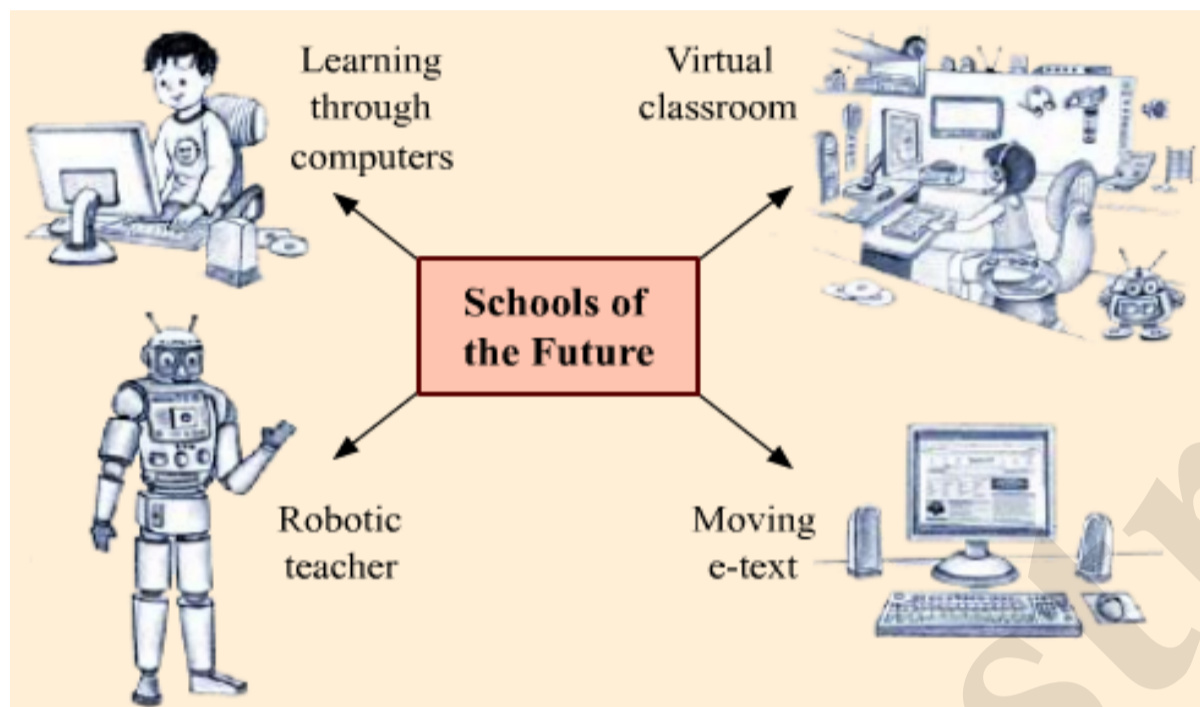 Learning
through
computers
Virtual
classroom
Schools of
the Future
Robotic
teacher
Moving
e-text